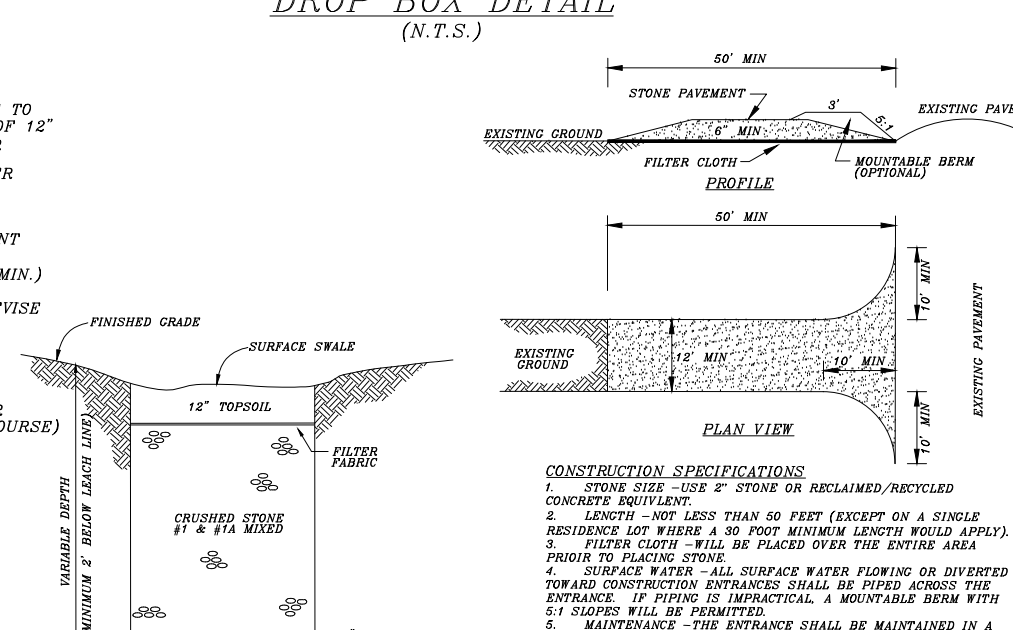 DROP BOX DETAIL
(N.T.S.)
TO
OF 12"
NT
MIN.)
VISE
OURSE)
FINISHED GRADE
SURFACE SWALE
12" TOPSOIL
FILTER
FABRIC
CRUSHED STONE
#1 & #1A MIXED
VARIABLE DEPTH
MINIMUM 2' BELOW LEACH LINE)
50' MIN
STONE PAVEMENT
3'
5:1
EXISTING PAVE
EXISTING GROUND
6" MIN
FILTER CLOTH
MOUNTABLE BERM
(OPTIONAL)
PROFILE
50' MIN
10' MIN
EXISTING
GROUND
12' MIN
10' MIN
EXISTING PAVEMENT
10' MIN
PLAN VIEW
CONSTRUCTION SPECIFICATIONS
1. STONE SIZE -USE 2" STONE OR RECLAIMED/RECYCLED
CONCRETE EQUIVLENT.
2. LENGTH -NOT LESS THAN 50 FEET (EXCEPT ON A SINGLE
RESIDENCE LOT WHERE A 30 FOOT MINIMUM LENGTH WOULD APPLY).
3. FILTER CLOTH -WILL BE PLACED OVER THE ENTIRE AREA
PRIOIR TO PLACING STONE.
4. SURFACE WATER -ALL SURFACE WATER FLOWING OR DIVERTED
TOWARD CONSTRUCTION ENTRANCES SHALL BE PIPED ACROSS THE
ENTRANCE. IF PIPING IS IMPRACTICAL, A MOUNTABLE BERM WITH
5:1 SLOPES WILL BE PERMITTED.
5. MAINTENANCE -THE ENTRANCE SHALL BE MAINTAINED IN A